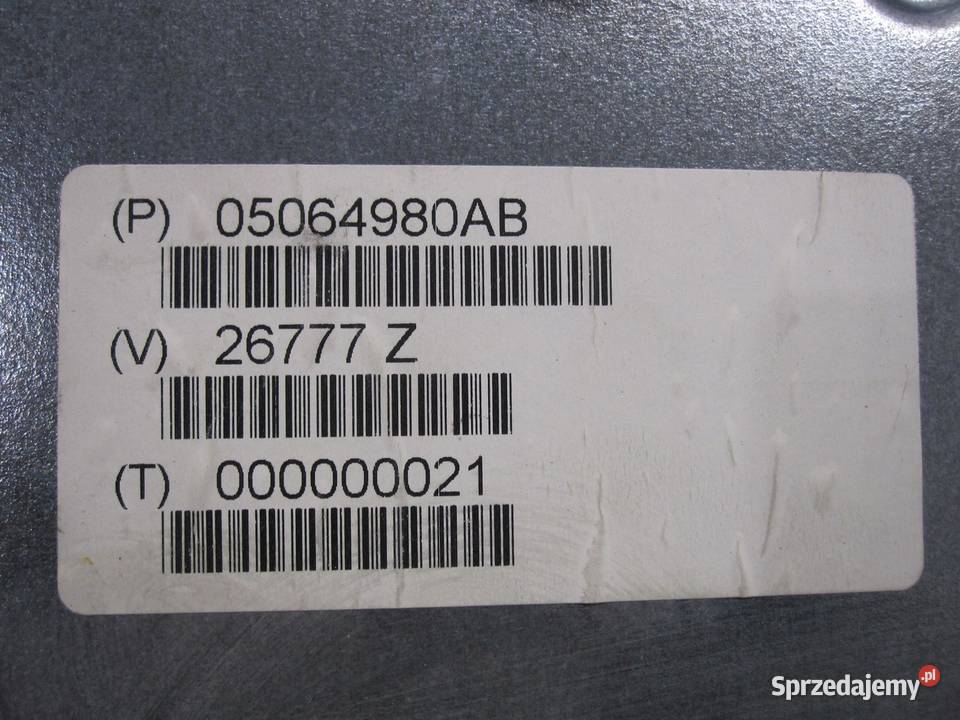 (P) 05064980AB
(V) 26777 Z
(T) 000000021
Sprzedajemy.pl